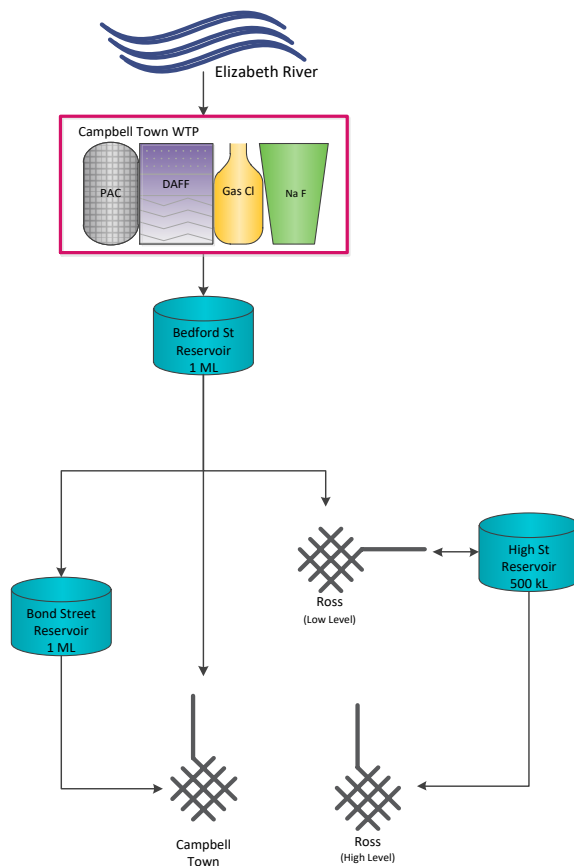 Elizabeth River
Campbell Town WTP
PAC
DAFF
Gas Cl
Na F
Bedford St
Reservoir
1 ML
High St
Reservoir
500 kL
Ross
(Low Level)
Bond Street
Reservoir
1 ML
Campbell
Town
Ross
(High Level)